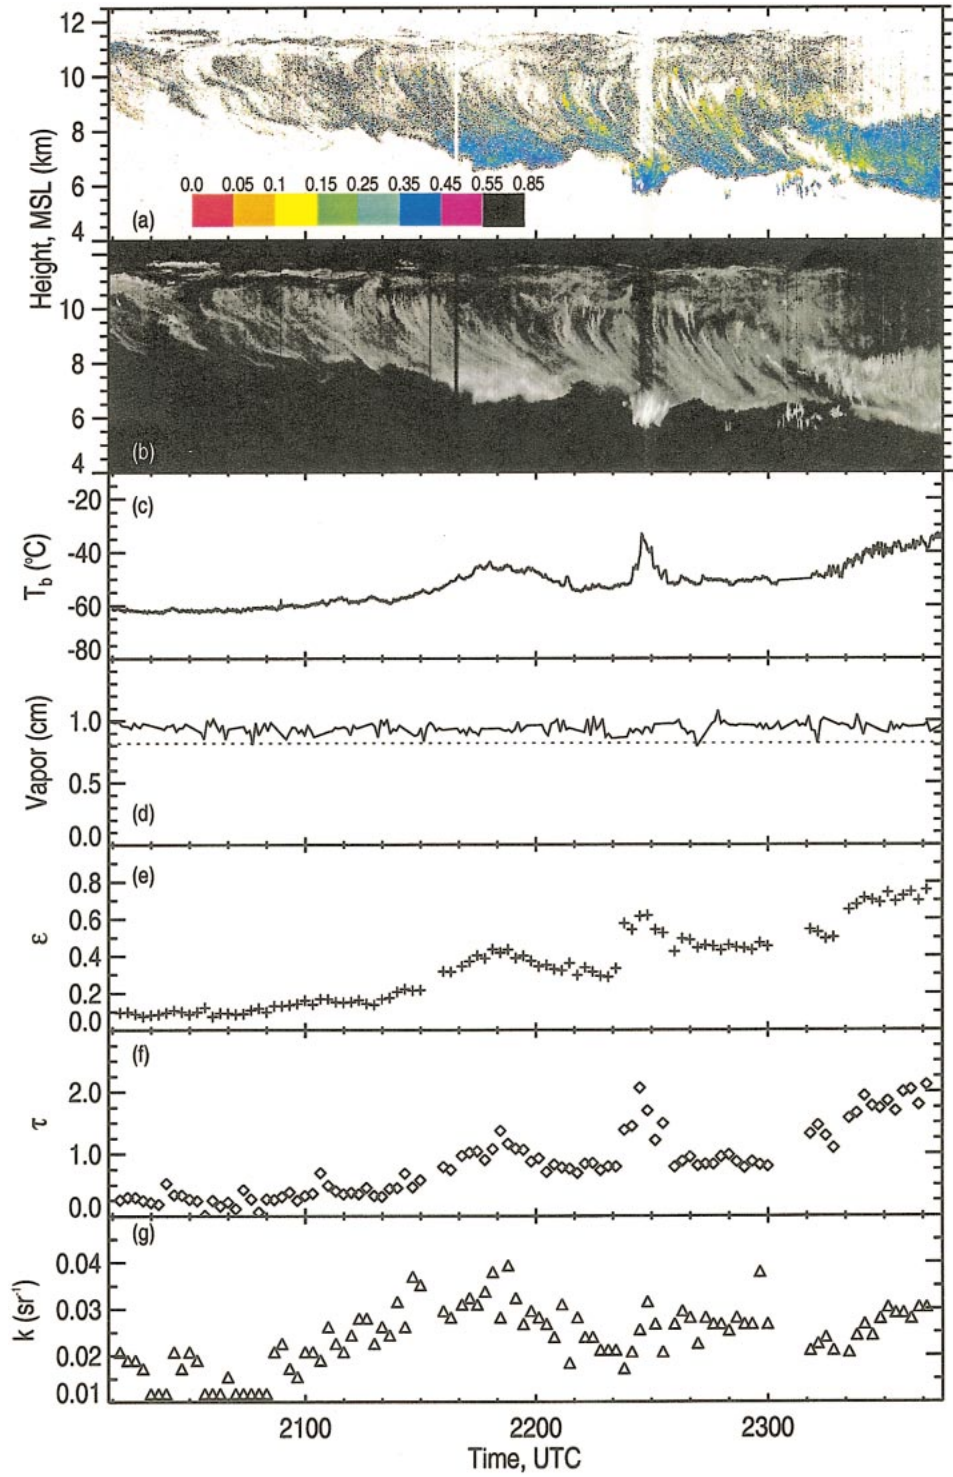 12
10
8
6
4
0.0 0.05 0.1 0.15 0.25 0.35 0.45 0.55 0.85
(a)
Height, MSL (km)
10
8
6
4
(b)
(c)
-20
-40
-60
-80
T_b (°C)
1.0
0.5
0.0
Vapor (cm)
(d)
(e)
0.8
0.6
0.4
0.2
0.0
ε
(f)
2.0
1.0
0.0
τ
(g)
0.04
0.03
0.02
0.01
k (sr⁻¹)
2100 2200 2300
Time, UTC